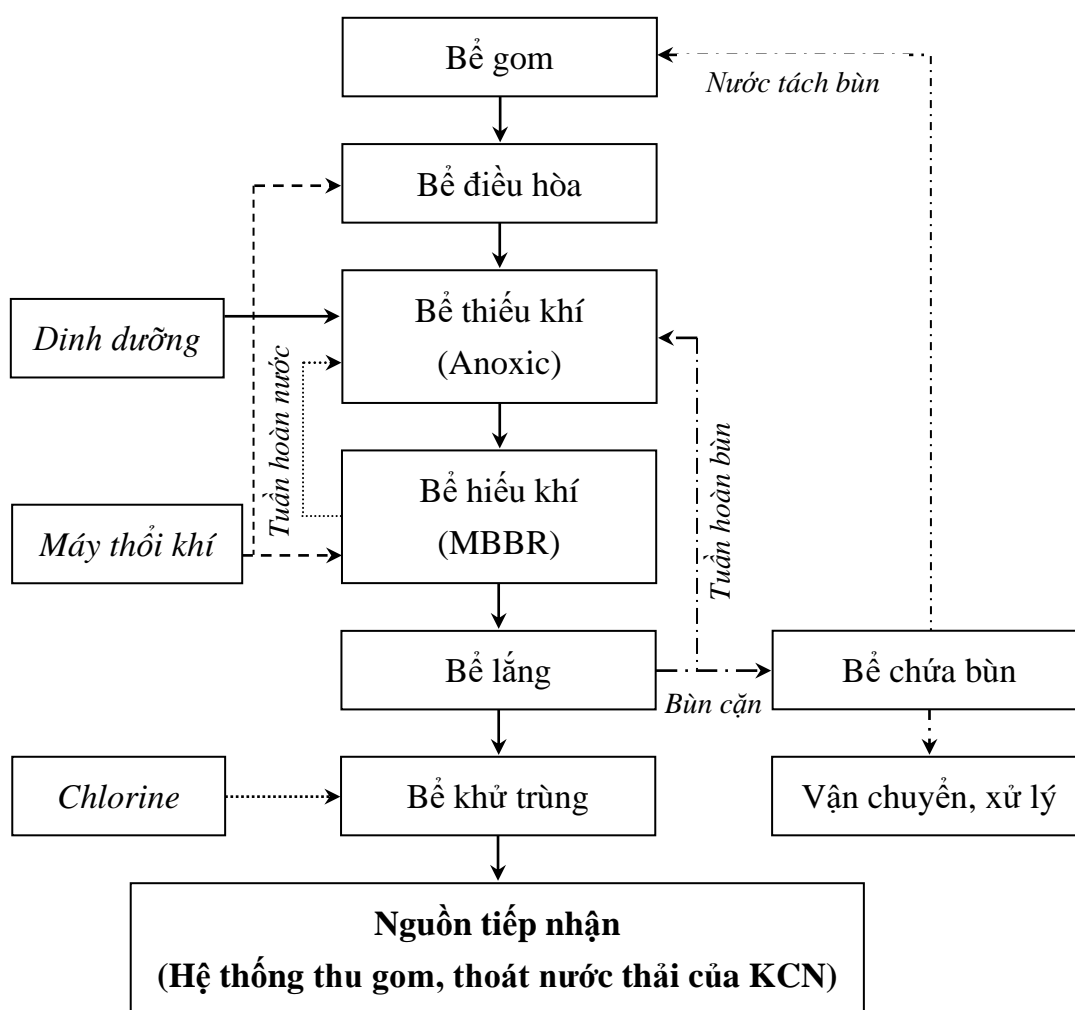 Bể gom
Nước tách bùn
Bể điều hòa
Bể thiếu khí
(Anoxic)
Dinh dưỡng
Tuần hoàn nước
Tuần hoàn bùn
Bể hiếu khí
(MBBR)
Máy thổi khí
Bể lắng
Bùn cặn
Bể chứa bùn
Chlorine
Bể khử trùng
Vận chuyển, xử lý
Nguồn tiếp nhận
(Hệ thống thu gom, thoát nước thải của KCN)